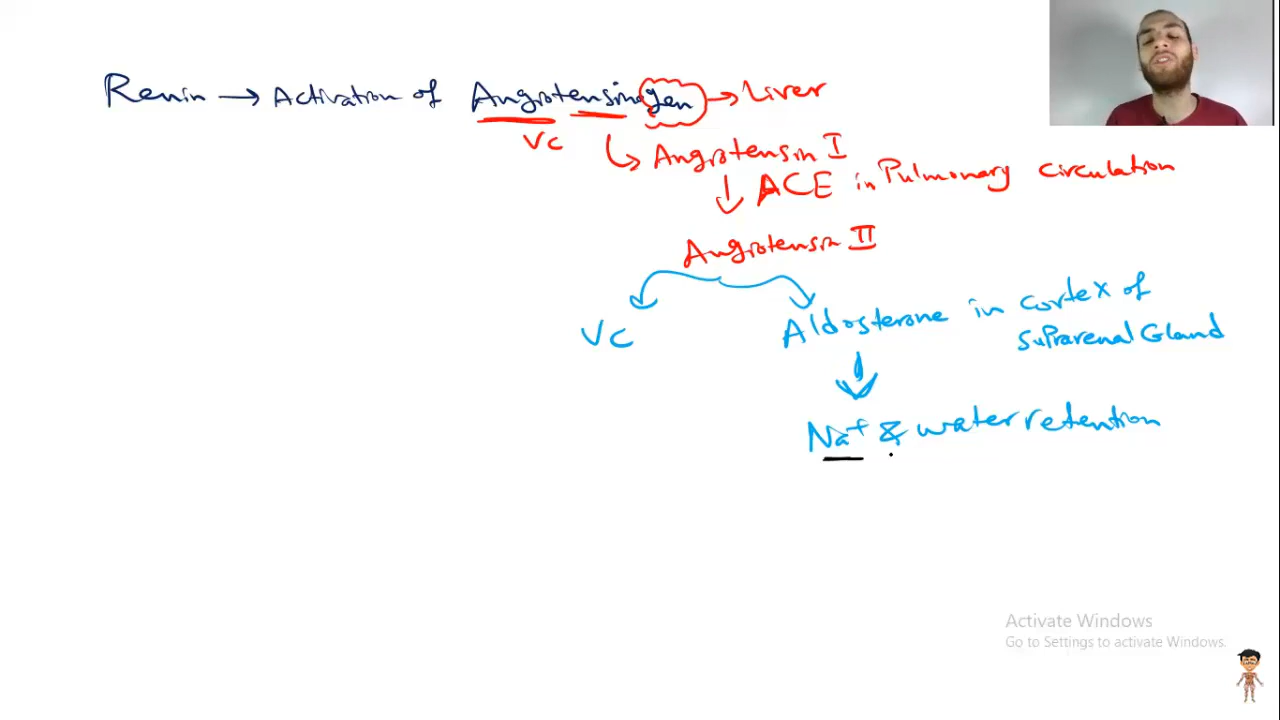 Renin → Activation of Angiotensinogen → Liver
VC
Angiotensin I
ACE in Pulmonary circulation
Angiotensin II
VC
Aldosterone in cortex of
suprarenal Gland
Na+ & water retention
Activate Windows
Go to Settings to activate Windows.